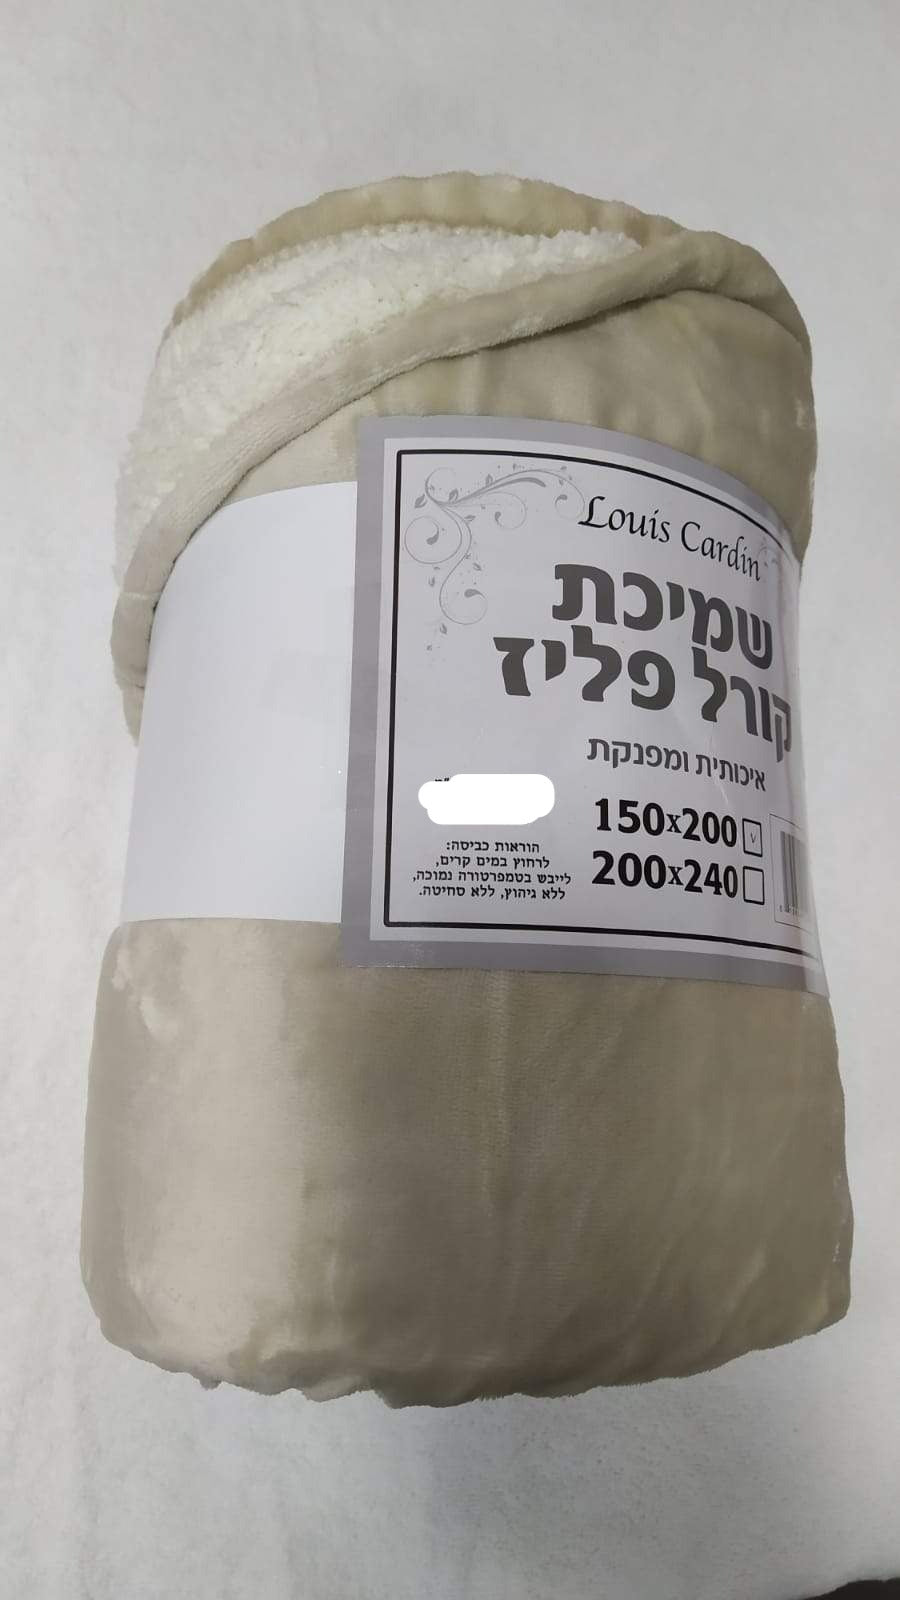 Louis Cardin
שמיכת
קורל פליז
איכותית ומפנקת
150x200
200x240
הוראות כביסה:
לרחוץ במים קרים,
לייבש בטמפרטורה נמוכה,
ללא גיהוץ, ללא סחיטה.